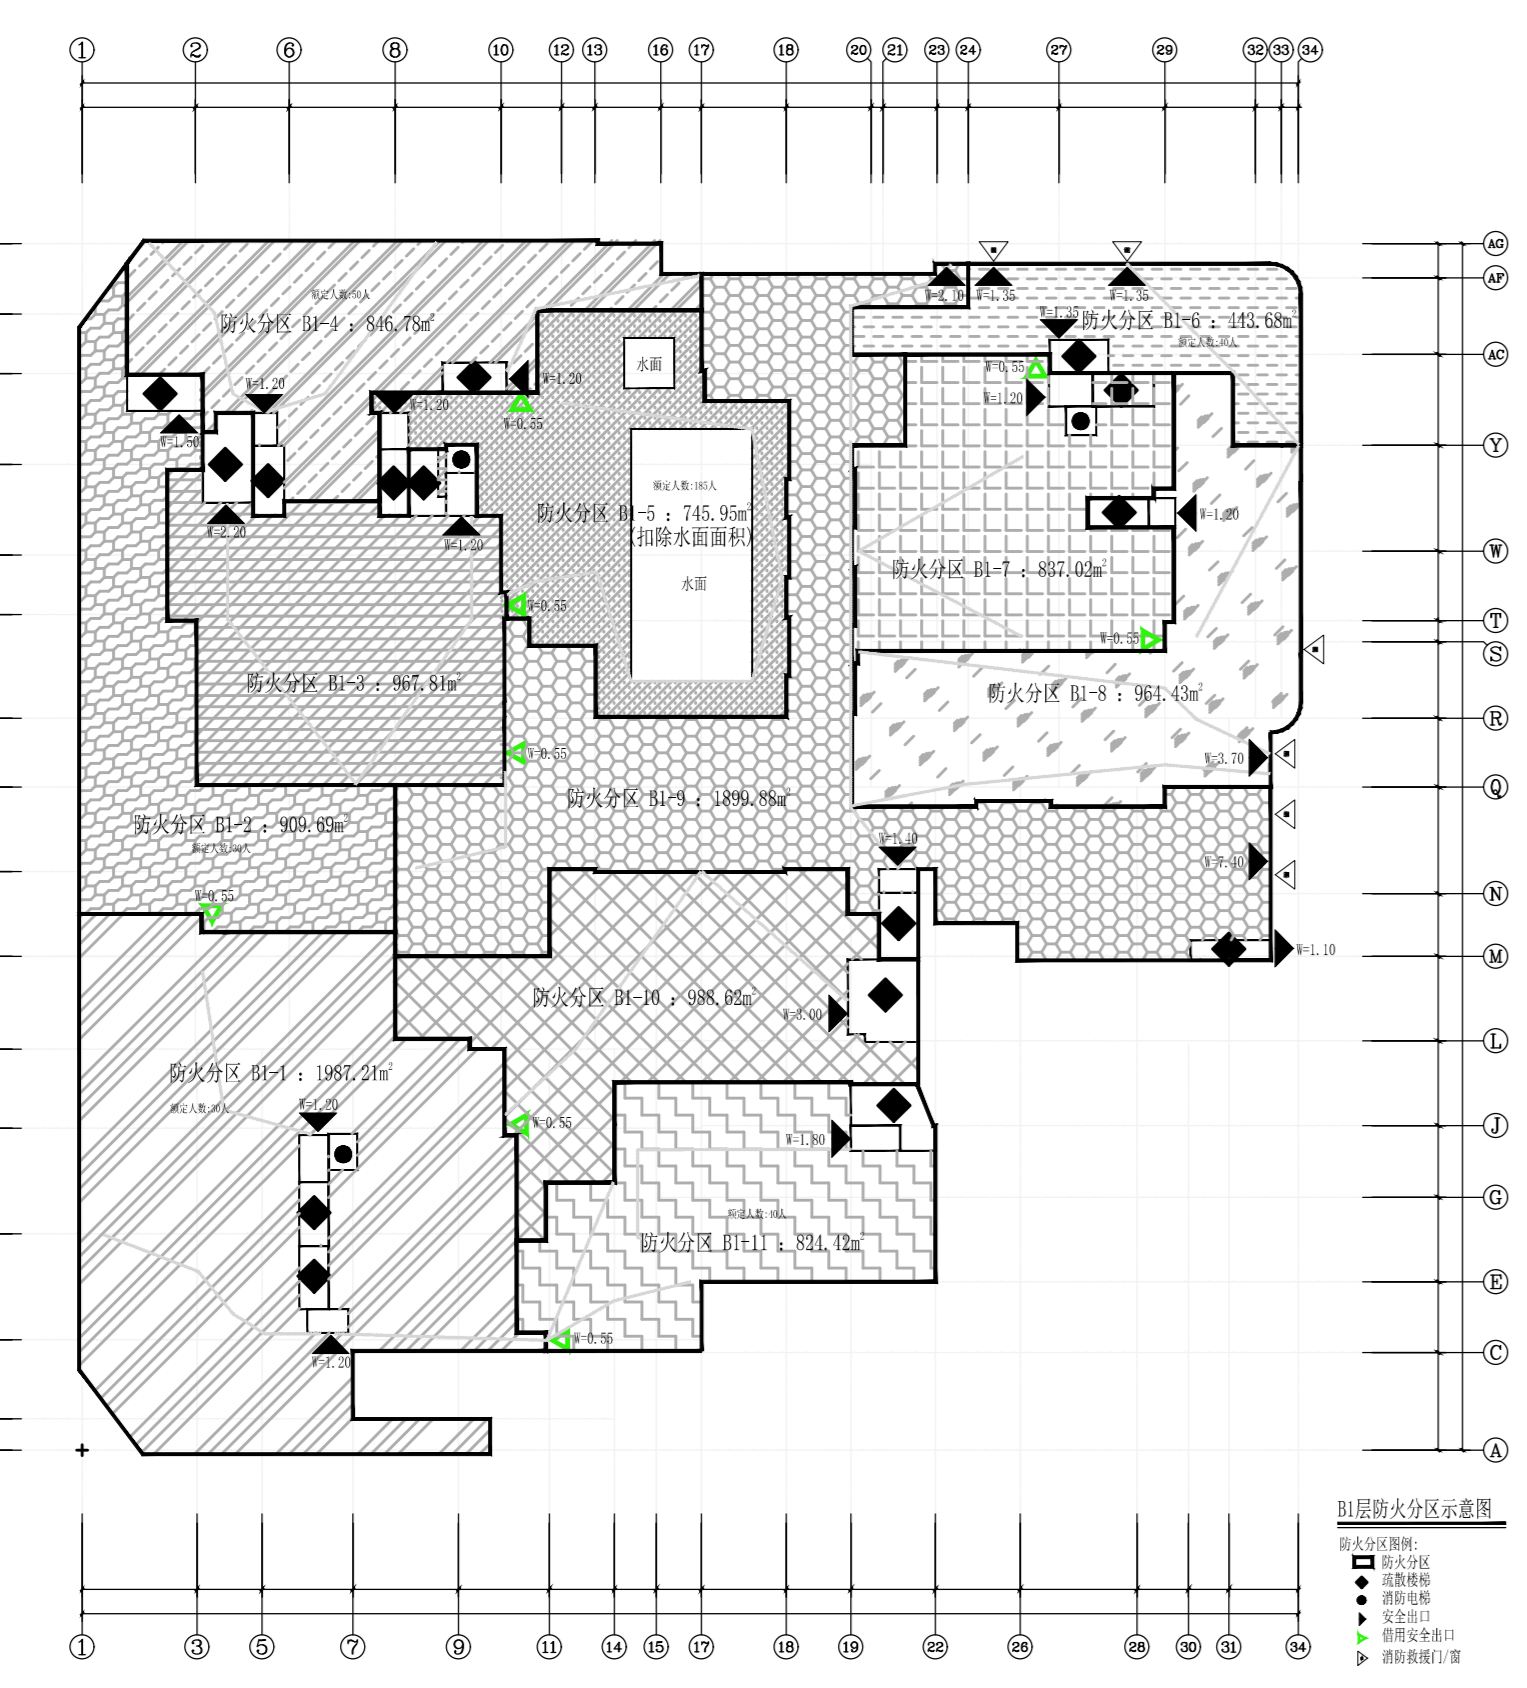 1 2 6 8 10 12 13 16 17 18 20 21 23 24 27 29 32 33 34
AG
AF
W=2.10 W=1.35 W=1.35
额定人数:50人
防火分区 B1-4 : 846.78m²
W=1.35
防火分区 B1-6 : 443.68m²
额定人数:40人
AC
水面
W=0.55
W=1.20
W=1.20
W=1.20
W=1.20
W=0.55
W=1.50
Y
额定人数:185人
防火分区 B1-5 : 745.95m²
(扣除水面面积)
W=1.20
W=2.20
W=1.20
W
防火分区 B1-7 : 837.02m²
水面
W=0.55
T
W=0.55
S
防火分区 B1-3 : 967.81m²
防火分区 B1-8 : 964.43m²
R
W=0.55
W=3.70
Q
防火分区 B1-9 : 1899.88m²
防火分区 B1-2 : 909.69m²
额定人数:30人
W=1.40
W=7.40
W=0.55
N
W=1.10
M
防火分区 B1-10 : 988.62m²
W=3.00
L
防火分区 B1-1 : 1987.21m²
额定人数:30人
W=1.20
W=0.55
J
W=1.80
G
额定人数:40人
防火分区 B1-11 : 824.42m²
E
W=0.55
C
W=1.20
A
B1层防火分区示意图
防火分区图例:
防火分区
疏散楼梯
消防电梯
安全出口
借用安全出口
消防救援门/窗
1 3 5 7 9 11 14 15 17 18 19 22 26 28 30 31 34